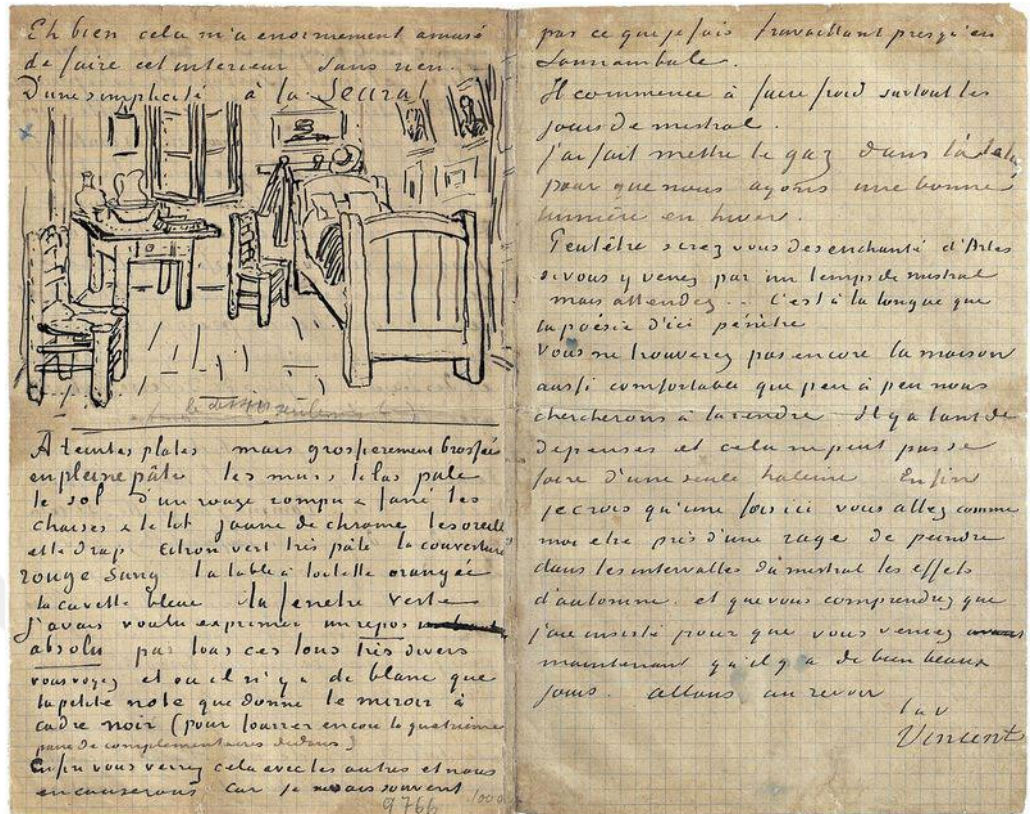 Eh bien cela m'a enormement amusé
de faire cet interieur sans rien.
D'une simplicité à la Seurat
A teintes plates mais grossierement brossées
en pleine pâte les murs lilas pale
le sol d'un rouge rompu & fané les
chaises & le lit jaune de chrome les oreill
et le drap citron vert très pâle la couverture
rouge sang la table à toilette orangée
la cuvette bleue la fenetre verte
J'avais voulu exprimer un repos
absolu par tous ces tons très divers
vous voyez et où il n'y a de blanc que
la petite note que donne le miroir à
cadre noir (pour fourrer encore la quatrième
paire de complementaires dedans)
Enfin vous verrez cela avec les autres et nous
en causerons car je ne sais souvent
9766
par ce que je fais travaillant presqu'en
somnambule.
Il commence à faire froid surtout les
jours de mistral.
J'ai fait mettre le gaz dans l'atelier
pour que nous ayons une bonne
lumière en hiver.
Peutêtre serez vous desenchanté d'Arles
si vous y venez par un temps de mistral
mais attendez .. C'est à la longue que
la poésie d'ici pénètre
Vous ne trouverez pas encore la maison
aussi comfortable que peu à peu nous
chercherons à la rendre Il y a tant de
depenses et cela ne peut pas se
faire d'une seule haleine Enfin
je crois qu'une fois ici vous allez comme
moi etre pris d'une rage de peindre
dans les intervalles du mistral les effets
d'automne. et que vous comprendrez que
j'aie insisté pour que vous veniez
maintenant qu'il y a de bien beaux
jours. allons au revoir
t. à v.
Vincent